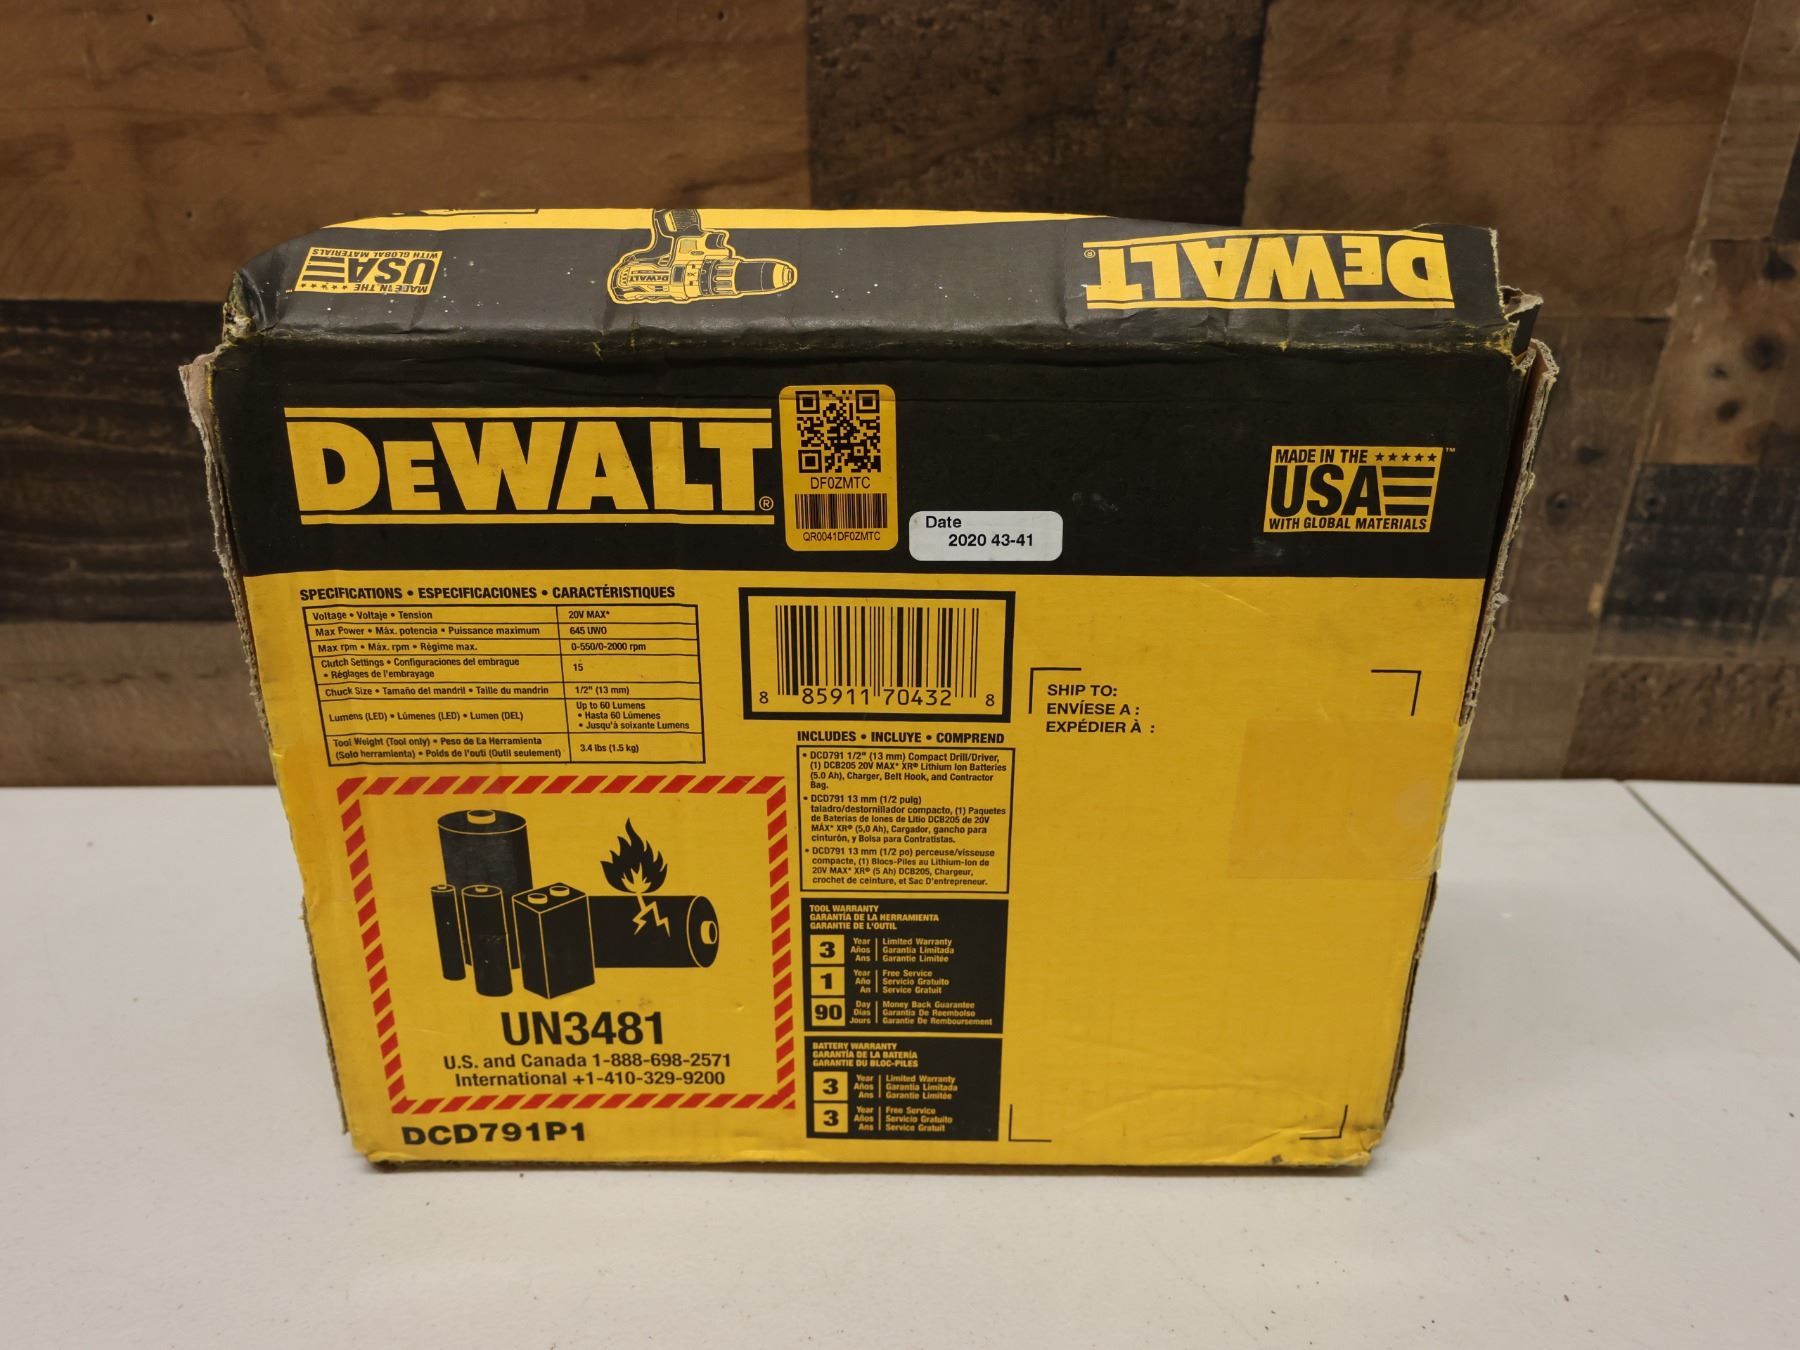 MADE IN THE
USA
WITH GLOBAL MATERIALS
DEWALT
DEWALT®
DEWALT®
DF0ZMTC
QR0041DF0ZMTC
Date
2020 43-41
MADE IN THE
USA™
WITH GLOBAL MATERIALS
SPECIFICATIONS • ESPECIFICACIONES • CARACTÉRISTIQUES
Voltage • Voltaje • Tension 20V MAX*
Max Power • Máx. potencia • Puissance maximum 645 UWO
Max rpm • Máx. rpm • Règime max. 0-550/0-2000 rpm
Clutch Settings • Configuraciones del embrague
• Réglages de l'embrayage 15
Chuck Size • Tamaño del mandril • Taille du mandrin 1/2" (13 mm)
Lumens (LED) • Lúmenes (LED) • Lumen (DEL) Up to 60 Lumens
• Hasta 60 Lúmenes
• Jusqu'à soixante Lumens
Tool Weight (Tool only) • Peso de La Herramienta
(Solo herramienta) • Poids de l'outi (Outil seulement) 3.4 lbs (1.5 kg)
8 85911 70432 8
INCLUDES • INCLUYE • COMPREND
• DCD791 1/2" (13 mm) Compact Drill/Driver,
(1) DCB205 20V MAX* XR® Lithium Ion Batteries
(5.0 Ah), Charger, Belt Hook, and Contractor
Bag.
• DCD791 13 mm (1/2 pulg)
taladro/destornillador compacto, (1) Paquetes
de Baterías de Iones de Litio DCB205 de 20V
MÁX* XR® (5,0 Ah), Cargador, gancho para
cinturón, y Bolsa para Contratistas.
• DCD791 13 mm (1/2 po) perceuse/visseuse
compacte, (1) Blocs-Piles au Lithium-Ion de
20V MAX* XR® (5 Ah) DCB205, Chargeur,
crochet de ceinture, et Sac D'entrepreneur.
SHIP TO:
ENVÍESE A :
EXPÉDIER À :
TOOL WARRANTY
GARANTÍA DE LA HERRAMIENTA
GARANTIE DE L'OUTIL
3 Year Limited Warranty
Años Garantía Limitada
Ans Garantie Limitée
1 Year Free Service
Año Servicio Gratuito
An Service Gratuit
90 Day Money Back Guarantee
Días Garantía De Reembolso
Jours Garantie De Remboursement
BATTERY WARRANTY
GARANTÍA DE LA BATERÍA
GARANTIE DU BLOC-PILES
3 Year Limited Warranty
Años Garantía Limitada
Ans Garantie Limitée
3 Year Free Service
Años Servicio Gratuito
Ans Service Gratuit
UN3481
U.S. and Canada 1-888-698-2571
International +1-410-329-9200
DCD791P1